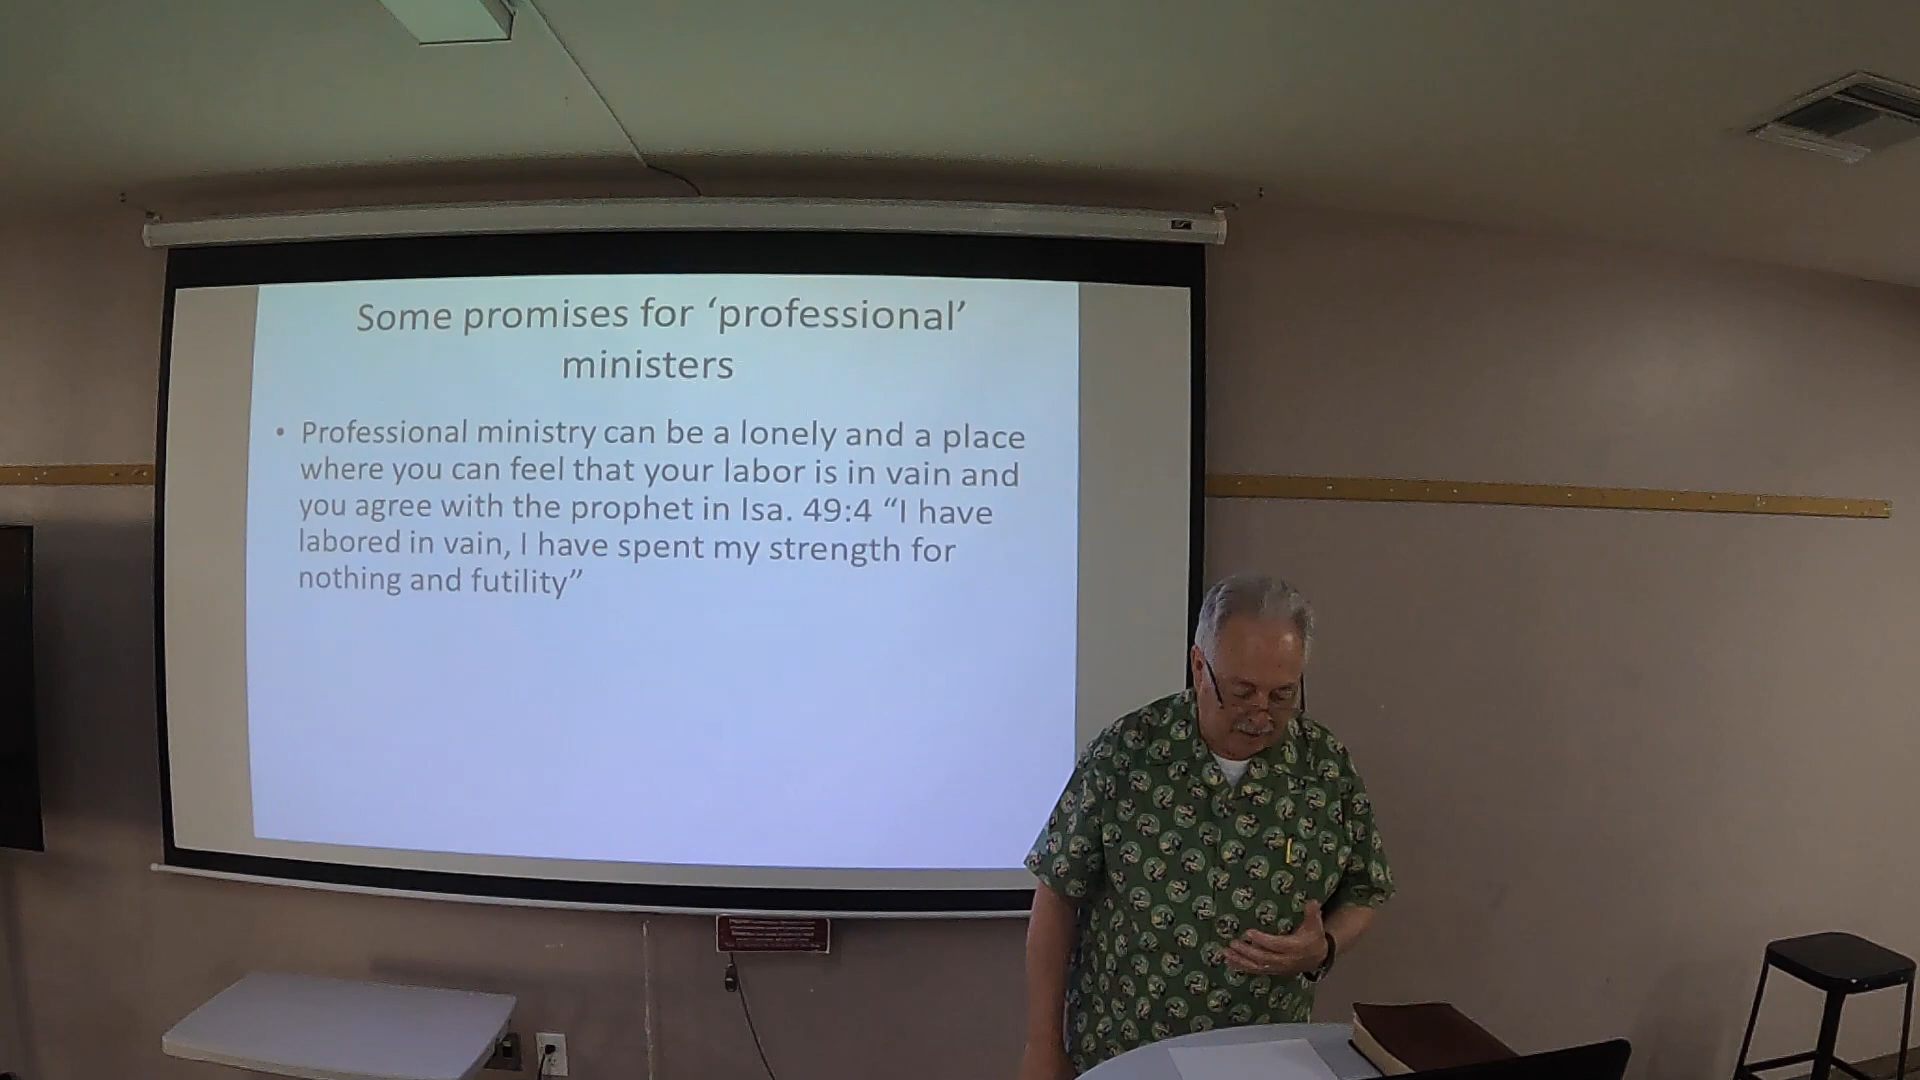 Some promises for ‘professional’
ministers
• Professional ministry can be a lonely and a place
where you can feel that your labor is in vain and
you agree with the prophet in Isa. 49:4 “I have
labored in vain, I have spent my strength for
nothing and futility”